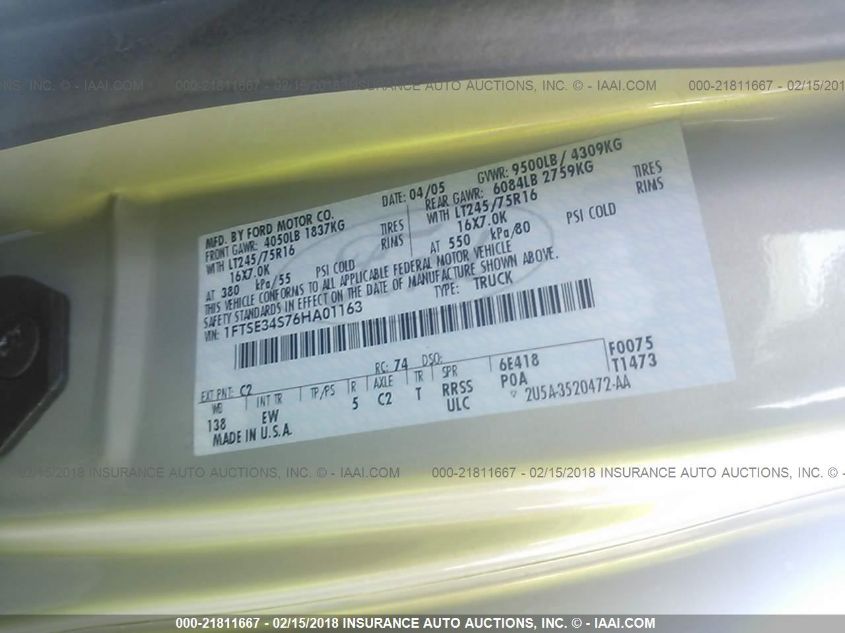 INC. - IAAI.COM 000-21811667 - 02/15/2018 INSURANCE AUTO AUCTIONS, INC. © - IAAI.COM 000-21811667 - 02/15/2018
MFD. BY FORD MOTOR CO. DATE: 04/05 GVWR: 9500LB / 4309KG
FRONT GAWR: 4050LB 1837KG REAR GAWR: 6084LB 2759KG
WITH LT245/75R16 TIRES WITH LT245/75R16 TIRES
16X7.0K RIMS 16X7.0K RIMS
AT 380 kPa/55 PSI COLD AT 550 kPa/80 PSI COLD
THIS VEHICLE CONFORMS TO ALL APPLICABLE FEDERAL MOTOR VEHICLE
SAFETY STANDARDS IN EFFECT ON THE DATE OF MANUFACTURE SHOWN ABOVE.
VIN: 1FTSE34S76HA01163 TYPE: TRUCK
EXT PNT: C2 RC: 74 DSO: F0075
WB INT TR TP/PS R AXLE TR SPR 6E418 T1473
138 EW 5 C2 T RRSS P0A
ULC 2U5A-3520472-AA
MADE IN U.S.A.
INC. © - IAAI.COM 000-21811667 - 02/15/2018 INSURANCE AUTO AUCTIONS, INC. © - IAAI.COM 000-21811667 - 02/15/2018
000-21811667 - 02/15/2018 INSURANCE AUTO AUCTIONS, INC. © - IAAI.COM